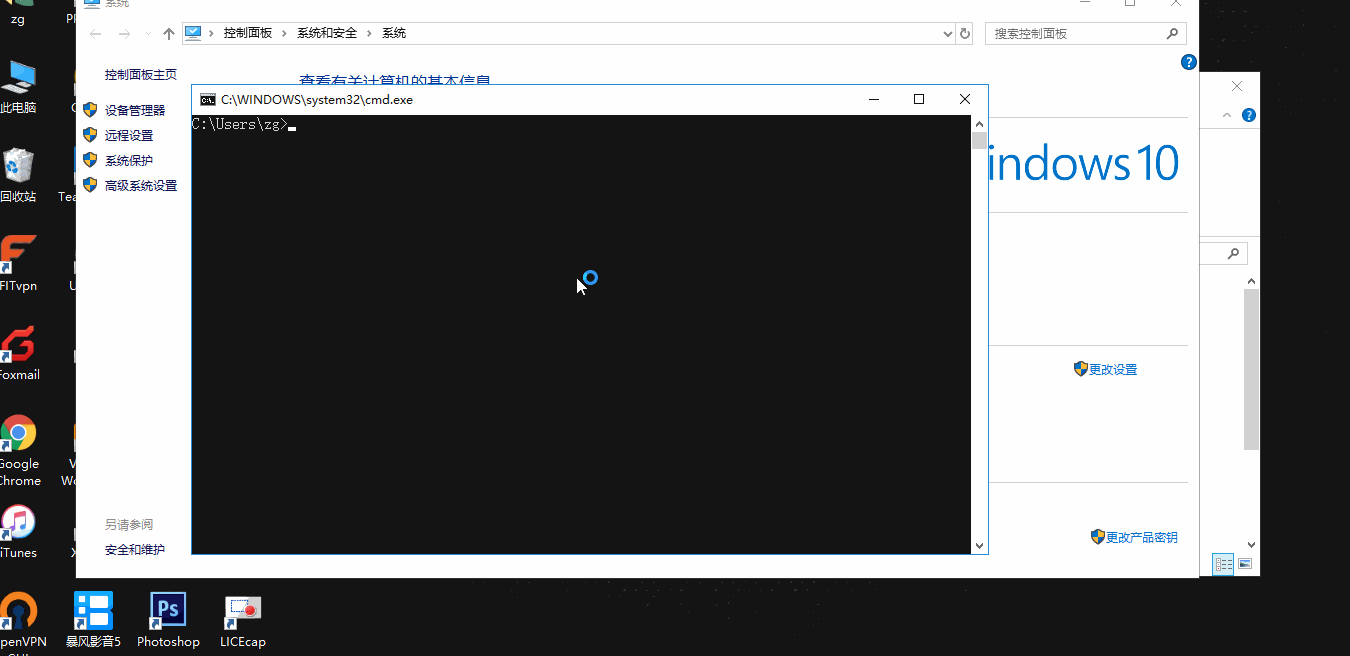 系统
控制面板 › 系统和安全 › 系统
搜索控制面板
控制面板主页
查看有关计算机的基本信息
设备管理器
远程设置
系统保护
高级系统设置
C:\WINDOWS\system32\cmd.exe
C:\Users\zg>
indows 10
更改设置
更改产品密钥
另请参阅
安全和维护
zg
此电脑
回收站
Tea
FITvpn
Foxmail
Google
Chrome
iTunes
penVPN
暴风影音5
Ps
Photoshop
LICEcap